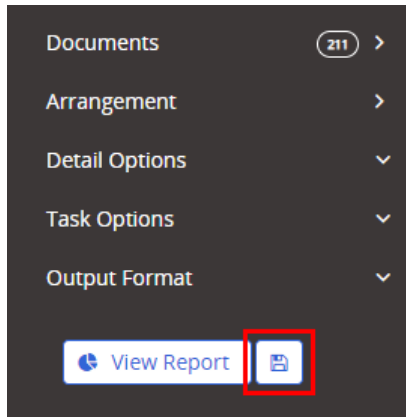 Documents 211
Arrangement
Detail Options
Task Options
Output Format
View Report